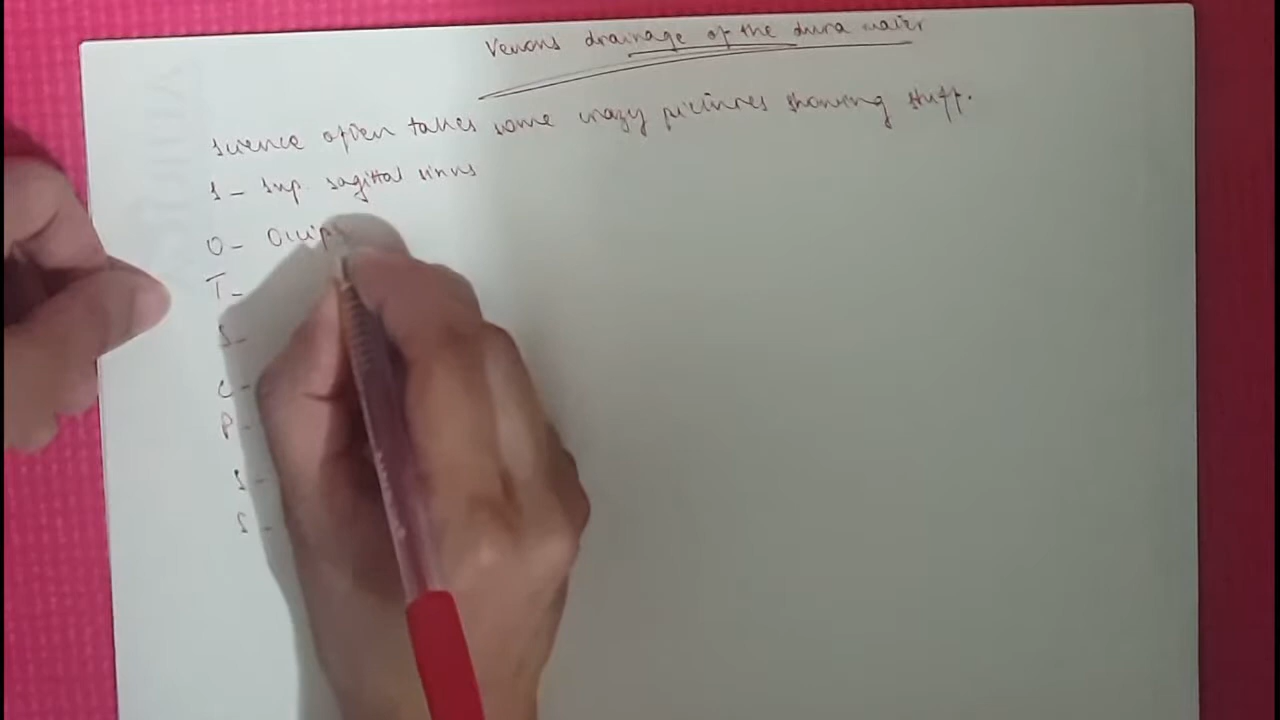 Venous drainage of the dura mater
Science often takes some crazy pictures showing stuff.
S - Sup. sagittal sinus
O - Occip
T -
S -
C -
P -
S -
S -